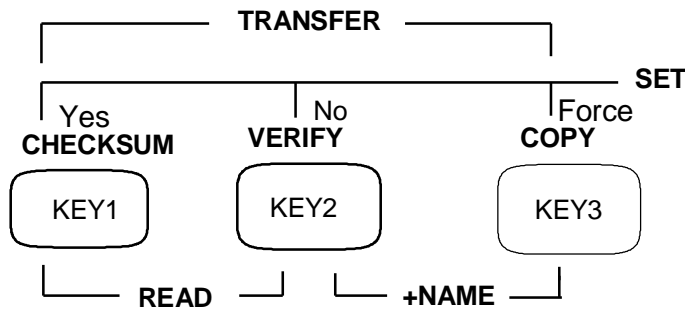 TRANSFER
SET
Yes No Force
CHECKSUM VERIFY COPY
KEY1 KEY2 KEY3
READ +NAME